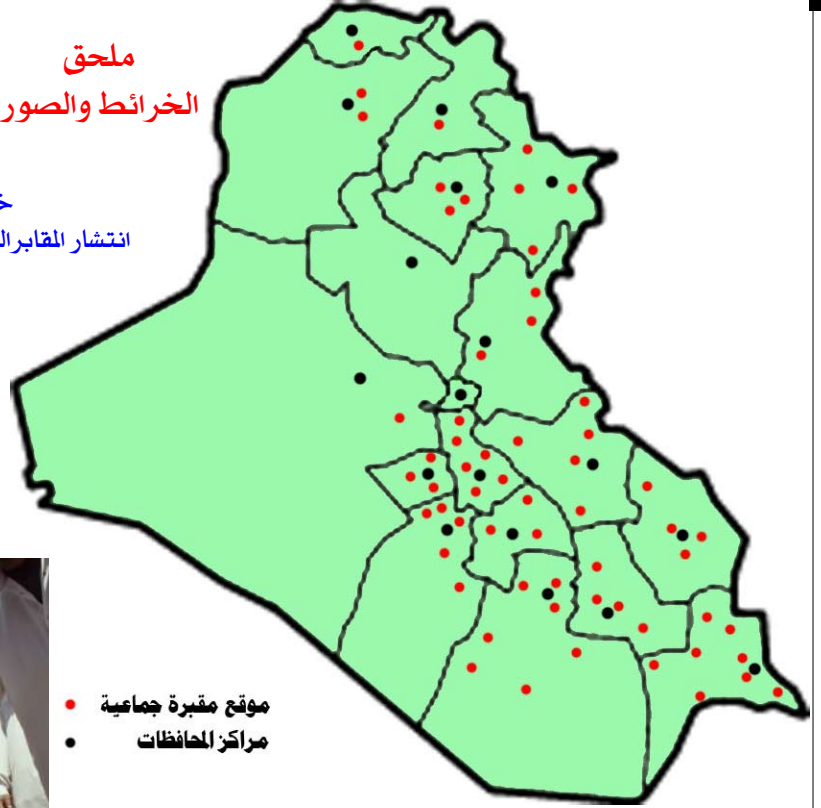 ملحق
الخرائط والصور
انتشار المقابر
موقع مقبرة جماعية
مراكز المحافظات